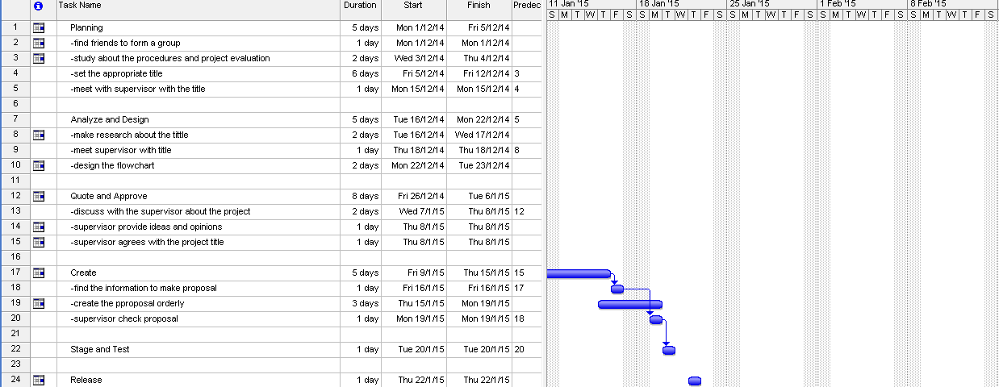 Task Name Duration Start Finish Predec 11 Jan '15 18 Jan '15 25 Jan '15 1 Feb '15 8 Feb '15
S M T W T F S S M T W T F S S M T W T F S S M T W T F S S M T W T F S
1 Planning 5 days Mon 1/12/14 Fri 5/12/14
2 -find friends to form a group 1 day Mon 1/12/14 Mon 1/12/14
3 -study about the procedures and project evaluation 2 days Wed 3/12/14 Thu 4/12/14
4 -set the appropriate title 6 days Fri 5/12/14 Fri 12/12/14 3
5 -meet with supervisor with the title 1 day Mon 15/12/14 Mon 15/12/14 4
6
7 Analyze and Design 5 days Tue 16/12/14 Mon 22/12/14 5
8 -make research about the tittle 2 days Tue 16/12/14 Wed 17/12/14
9 -meet supervisor with title 1 day Thu 18/12/14 Thu 18/12/14 8
10 -design the flowchart 2 days Mon 22/12/14 Tue 23/12/14
11
12 Quote and Approve 8 days Fri 26/12/14 Tue 6/1/15
13 -discuss with the supervisor about the project 2 days Wed 7/1/15 Thu 8/1/15 12
14 -supervisor provide ideas and opinions 1 day Thu 8/1/15 Thu 8/1/15
15 -supervisor agrees with the project title 1 day Thu 8/1/15 Thu 8/1/15
16
17 Create 5 days Fri 9/1/15 Thu 15/1/15 15
18 -find the information to make proposal 1 day Fri 16/1/15 Fri 16/1/15 17
19 -create the pproposal orderly 3 days Thu 15/1/15 Mon 19/1/15
20 -supervisor check proposal 1 day Mon 19/1/15 Mon 19/1/15 18
21
22 Stage and Test 1 day Tue 20/1/15 Tue 20/1/15 20
23
24 Release 1 day Thu 22/1/15 Thu 22/1/15